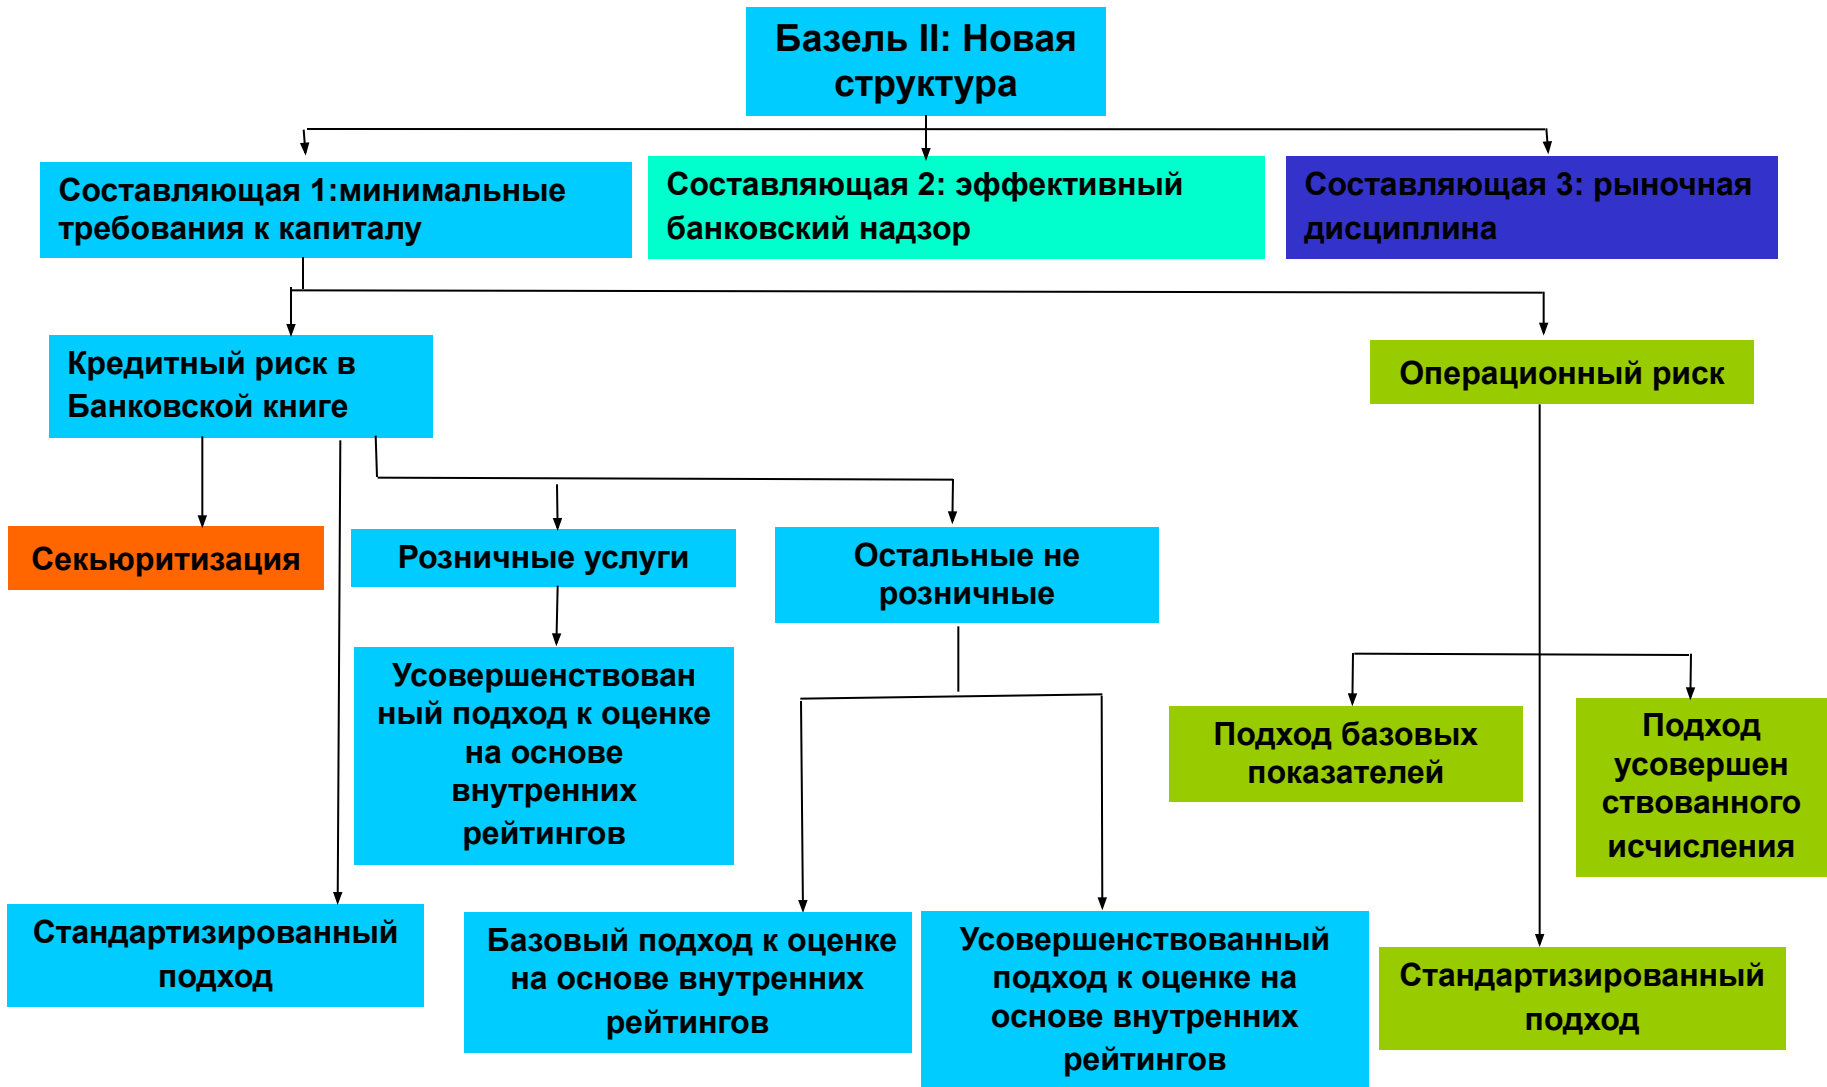 Базель II: Новая
структура
Составляющая 1:минимальные
требования к капиталу
Составляющая 2: эффективный
банковский надзор
Составляющая 3: рыночная
дисциплина
Кредитный риск в
Банковской книге
Операционный риск
Секьюритизация
Розничные услуги
Остальные не
розничные
Усовершенствован
ный подход к оценке
на основе
внутренних
рейтингов
Подход базовых
показателей
Подход
усовершен
ствованного
исчисления
Стандартизированный
подход
Базовый подход к оценке
на основе внутренних
рейтингов
Усовершенствованный
подход к оценке на
основе внутренних
рейтингов
Стандартизированный
подход